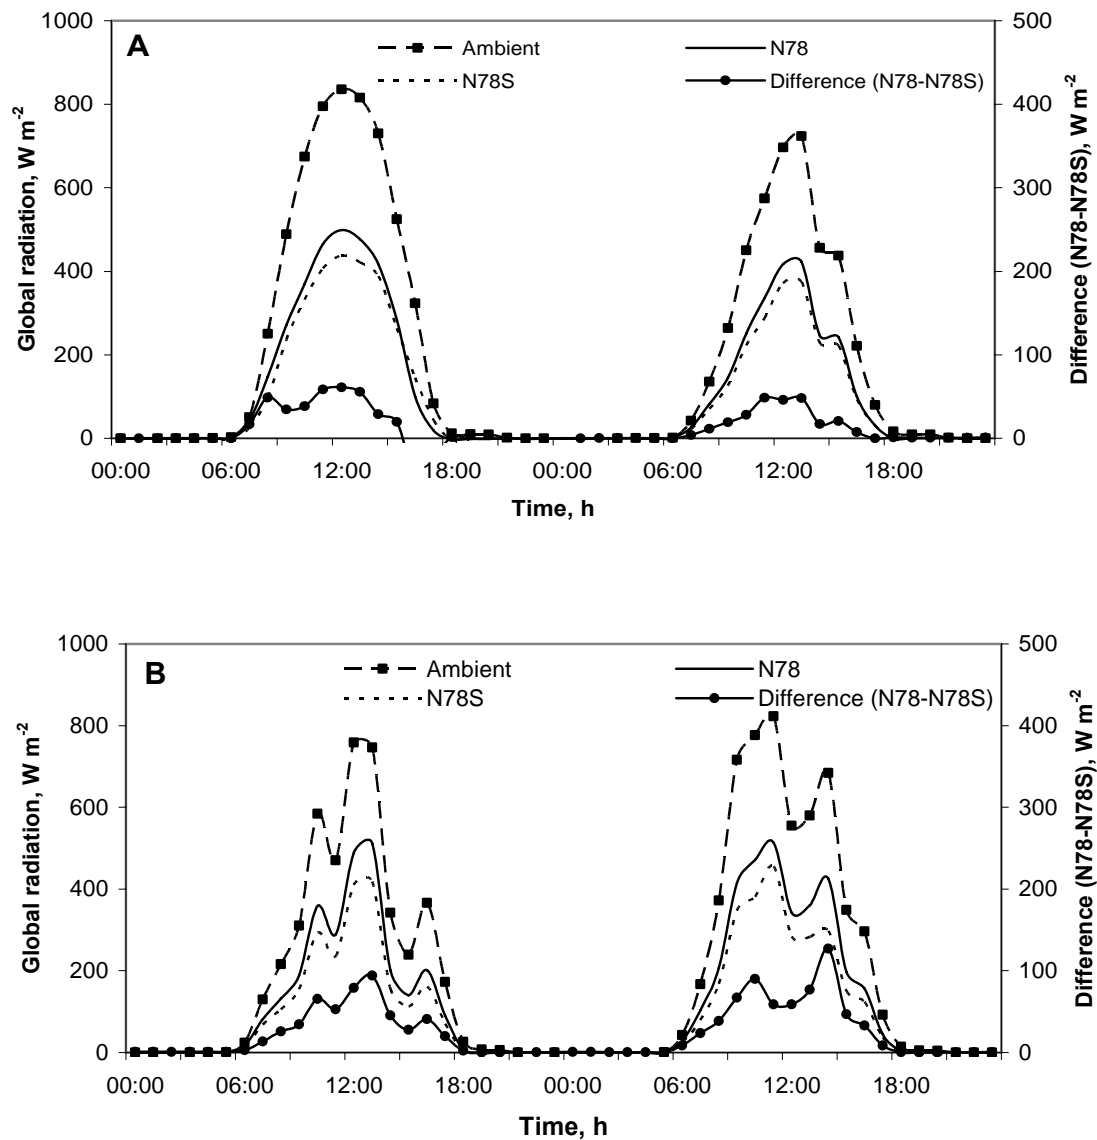 A
Ambient
N78
N78S
Difference (N78-N78S)
Global radiation, W m-2
1000
800
600
400
200
0
500
400
300
200
100
0
Difference (N78-N78S), W m-2
00:00 06:00 12:00 18:00 00:00 06:00 12:00 18:00
Time, h
B
Ambient
N78
N78S
Difference (N78-N78S)
Global radiation, W m-2
1000
800
600
400
200
0
500
400
300
200
100
0
Difference (N78-N78S), W m-2
00:00 06:00 12:00 18:00 00:00 06:00 12:00 18:00
Time, h